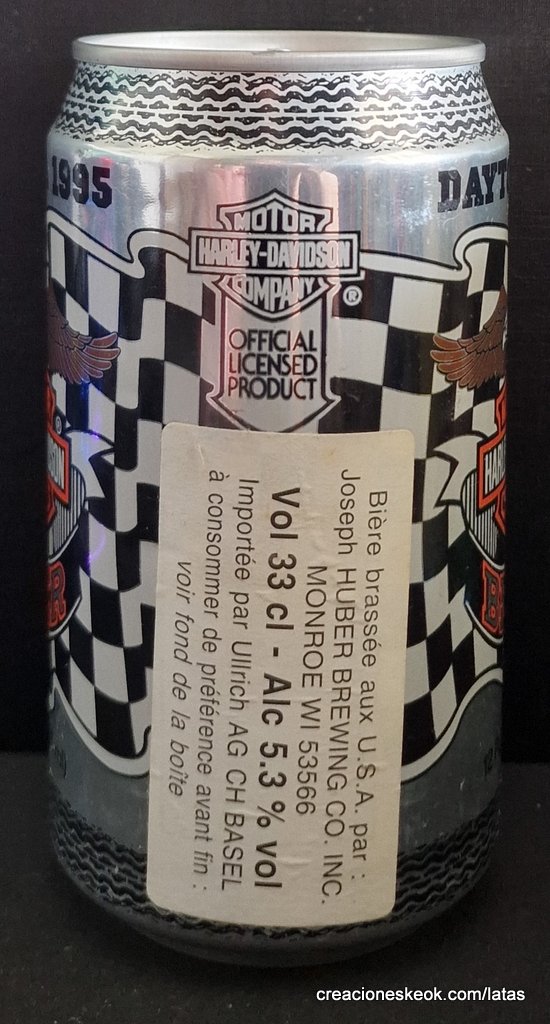 1995
DAYT
MOTOR
HARLEY-DAVIDSON
COMPANY
®
OFFICIAL
LICENSED
PRODUCT
Bière brassée aux U.S.A. par :
Joseph HUBER BREWING CO. INC.
MONROE WI 53566
Vol 33 cl - Alc 5.3 % vol
Importée par Ullrich AG CH BASEL
à consommer de préférence avant fin :
voir fond de la boîte
creacioneskeok.com/latas